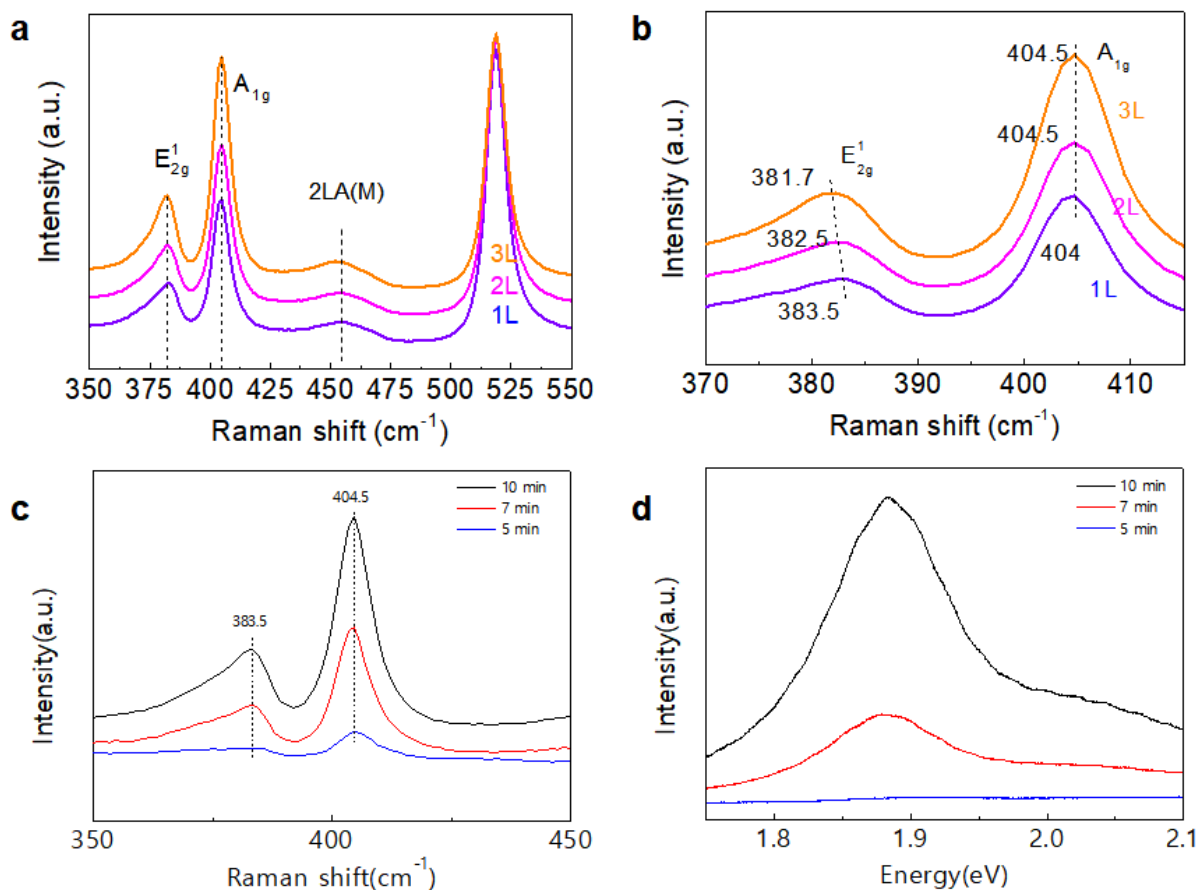 a
Intensity (a.u.)
E¹2g
A1g
2LA(M)
3L
2L
1L
350 375 400 425 450 475 500 525 550
Raman shift (cm⁻¹)
b
Intensity (a.u.)
404.5 A1g
3L
404.5
381.7 E¹2g
2L
382.5
404
383.5 1L
370 380 390 400 410
Raman shift (cm⁻¹)
c
Intensity(a.u.)
404.5
10 min
7 min
5 min
383.5
350 400 450
Raman shift(cm⁻¹)
d
Intensity(a.u.)
10 min
7 min
5 min
1.8 1.9 2.0 2.1
Energy(eV)